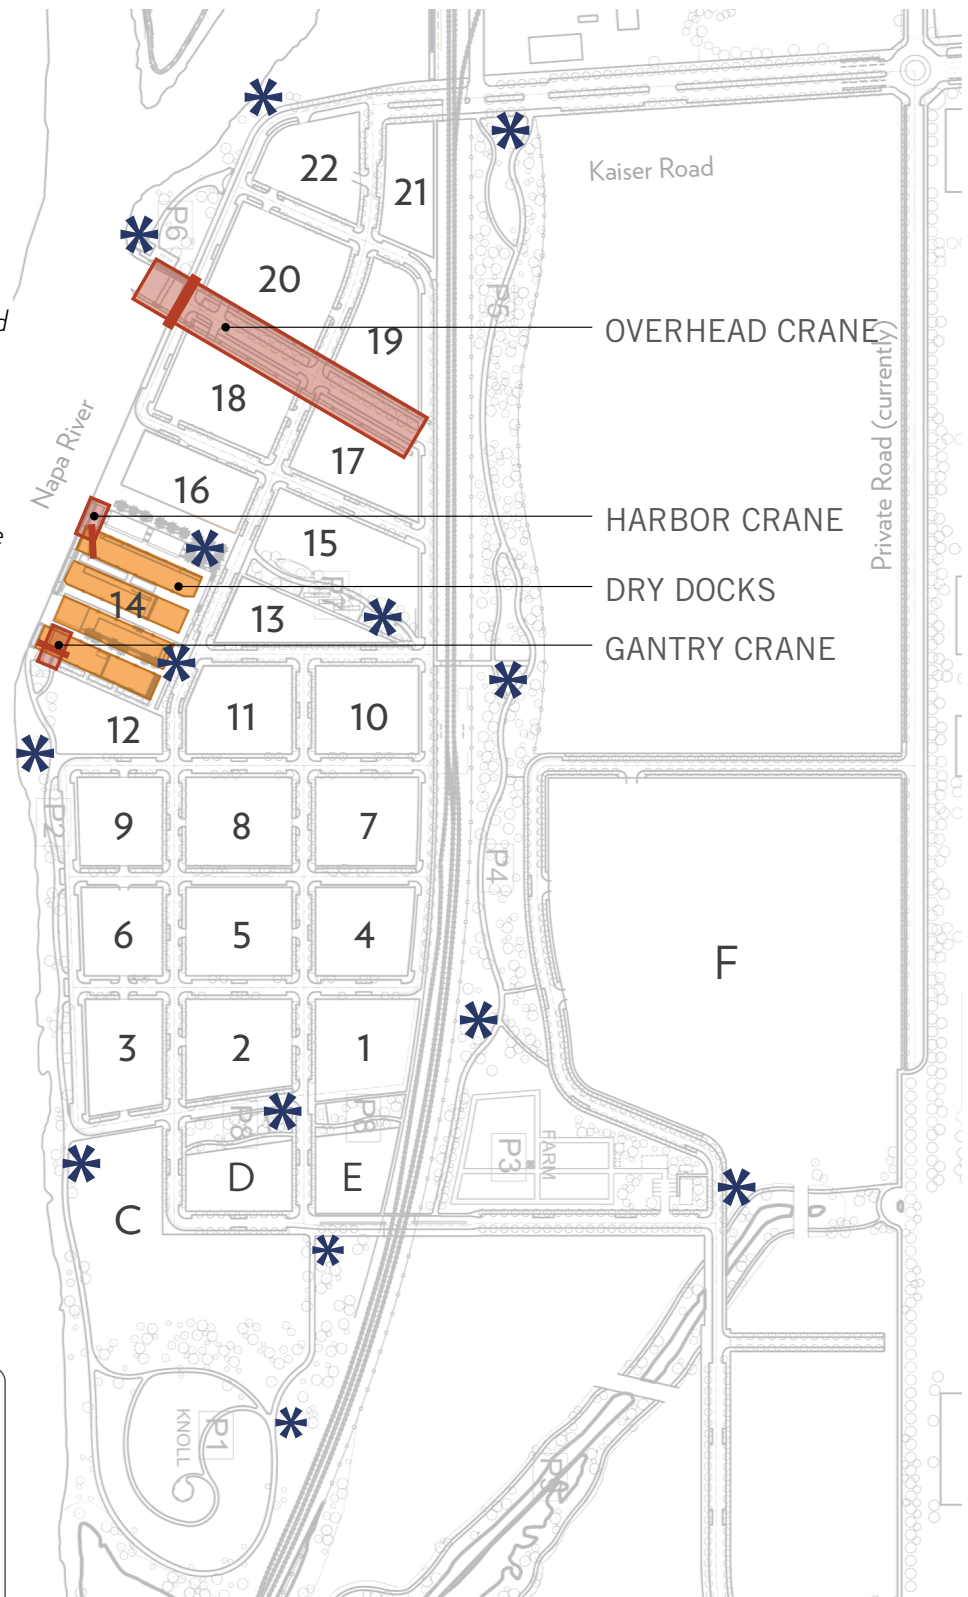 22
Kaiser Road
21
P6
20
P5
d
OVERHEAD CRANE
19
Private Road (currently)
18
Napa River
17
16
HARBOR CRANE
e
15
DRY DOCKS
14
13
GANTRY CRANE
12
11
10
P2
9
8
7
P4
6
5
4
F
3
2
1
P8
P8
P3
FARM
D
E
C
P1
KNOLL
P9